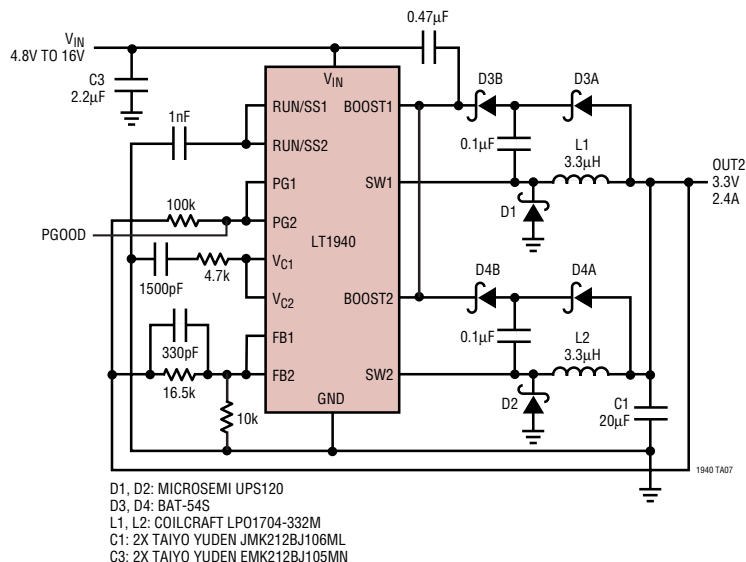 0.47μF
VIN
4.8V TO 16V
C3
2.2μF
VIN
D3B
D3A
1nF
RUN/SS1
BOOST1
0.1μF
L1
3.3μH
RUN/SS2
OUT2
3.3V
2.4A
PG1
SW1
100k
D1
PGOOD
PG2
LT1940
VC1
D4B
D4A
4.7k
1500pF
VC2
BOOST2
0.1μF
L2
3.3μH
330pF
FB1
16.5k
FB2
SW2
GND
D2
C1
20μF
10k
1940 TA07
D1, D2: MICROSEMI UPS120
D3, D4: BAT-54S
L1, L2: COILCRAFT LPO1704-332M
C1: 2X TAIYO YUDEN JMK212BJ106ML
C3: 2X TAIYO YUDEN EMK212BJ105MN